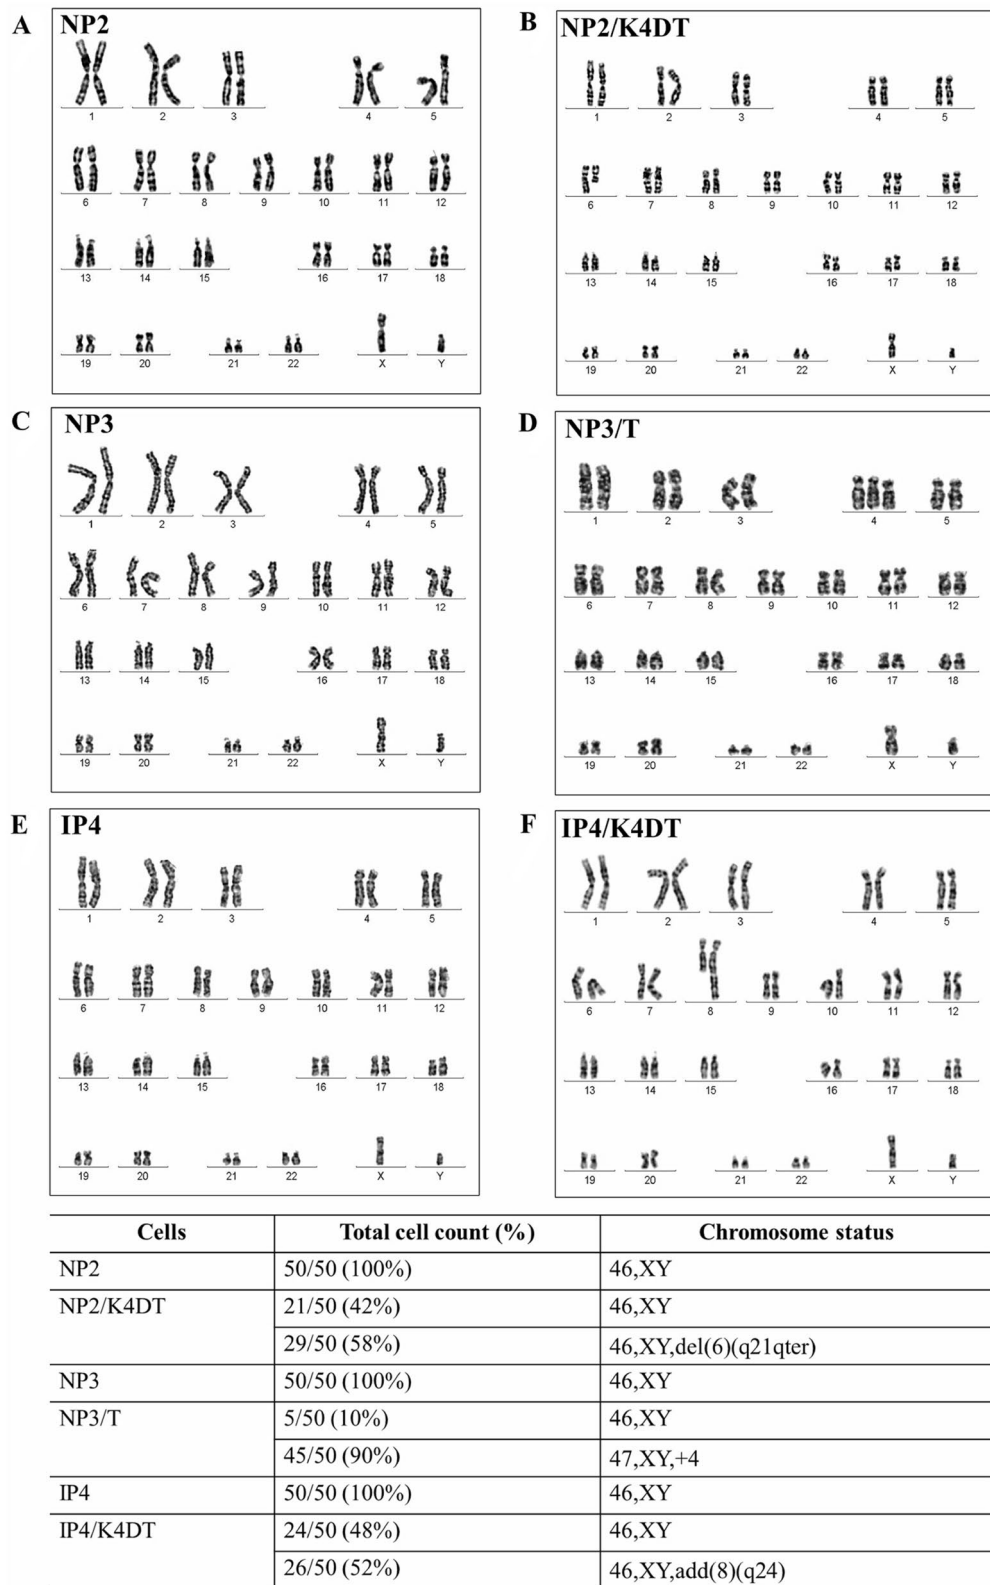 A
NP2
1 2 3 4 5
6 7 8 9 10 11 12
13 14 15 16 17 18
19 20 21 22 X Y
B
NP2/K4DT
1 2 3 4 5
6 7 8 9 10 11 12
13 14 15 16 17 18
19 20 21 22 X Y
C
NP3
1 2 3 4 5
6 7 8 9 10 11 12
13 14 15 16 17 18
19 20 21 22 X Y
D
NP3/T
1 2 3 4 5
6 7 8 9 10 11 12
13 14 15 16 17 18
19 20 21 22 X Y
E
IP4
1 2 3 4 5
6 7 8 9 10 11 12
13 14 15 16 17 18
19 20 21 22 X Y
F
IP4/K4DT
1 2 3 4 5
6 7 8 9 10 11 12
13 14 15 16 17 18
19 20 21 22 X Y
Cells Total cell count (%) Chromosome status
NP2 50/50 (100%) 46,XY
NP2/K4DT 21/50 (42%) 46,XY
29/50 (58%) 46,XY,del(6)(q21qter)
NP3 50/50 (100%) 46,XY
NP3/T 5/50 (10%) 46,XY
45/50 (90%) 47,XY,+4
IP4 50/50 (100%) 46,XY
IP4/K4DT 24/50 (48%) 46,XY
26/50 (52%) 46,XY,add(8)(q24)